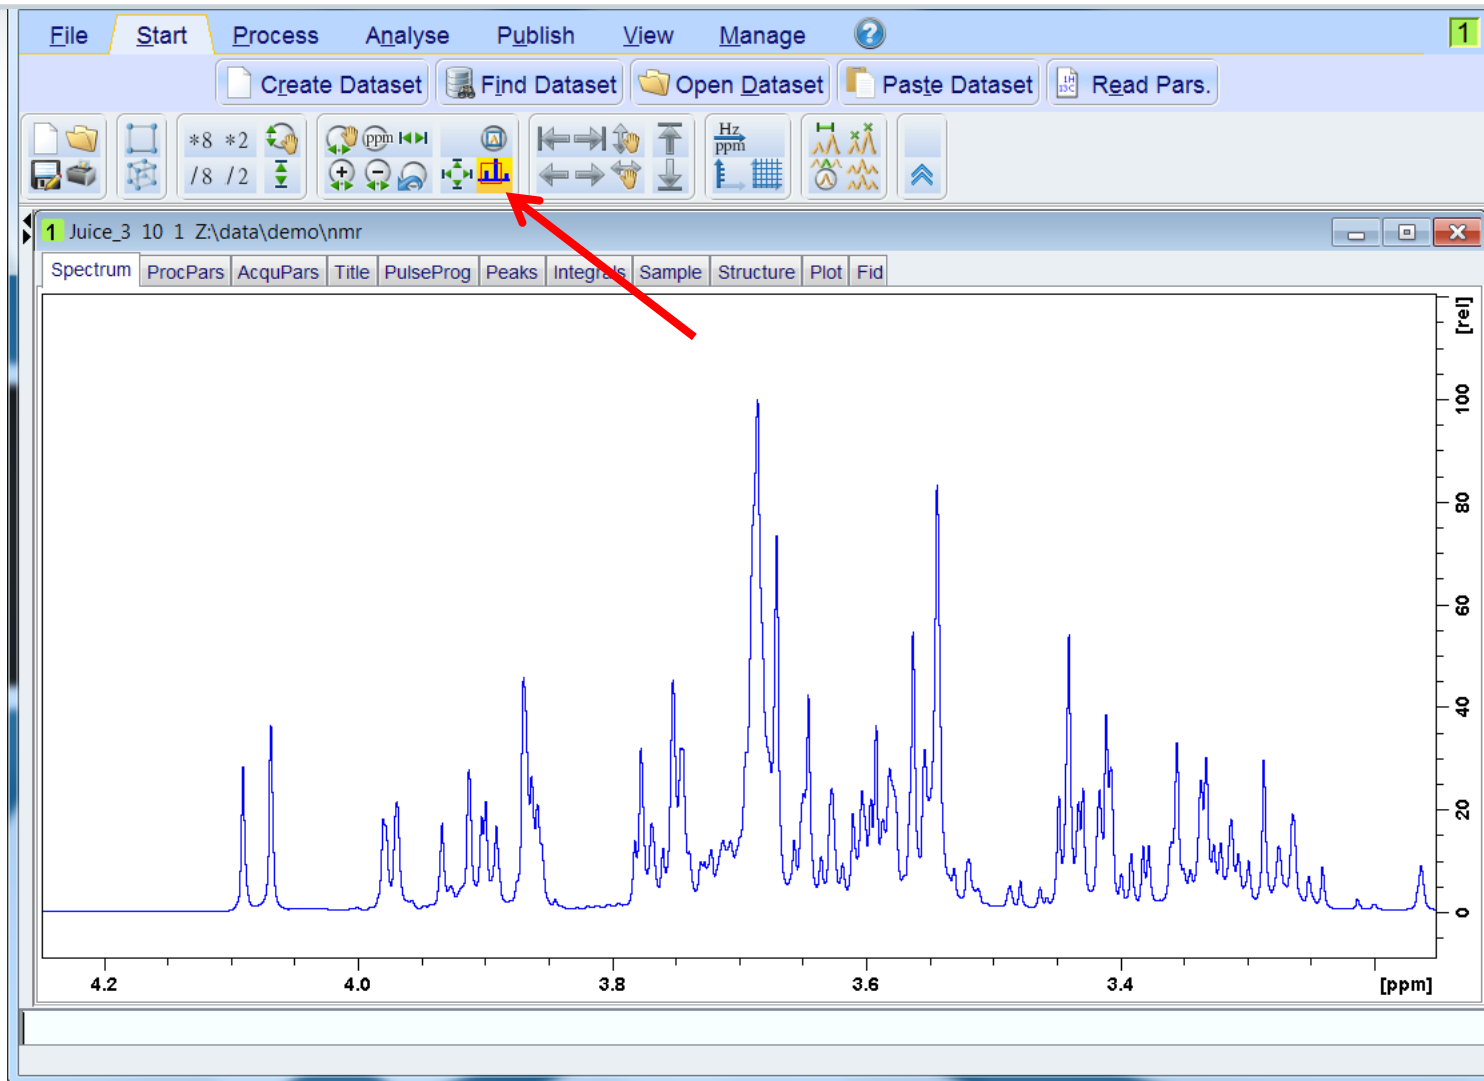 File Start Process Analyse Publish View Manage ? 1
Create Dataset Find Dataset Open Dataset Paste Dataset 1H 13C Read Pars.
*8 *2 ppm A Hz ppm
/8 /2
1 Juice_3 10 1 Z:\data\demo\nmr
Spectrum ProcPars AcquPars Title PulseProg Peaks Integrals Sample Structure Plot Fid
[rel]
100
80
60
40
20
0
4.2 4.0 3.8 3.6 3.4 [ppm]